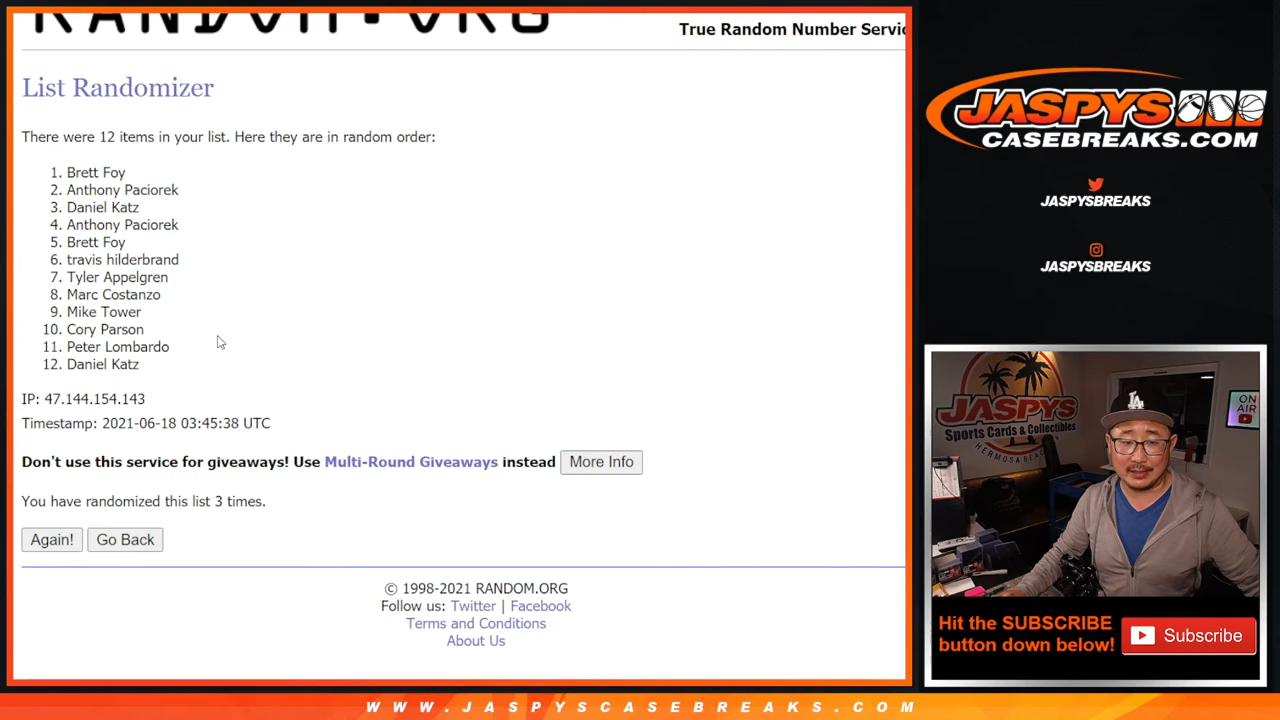 RANDOM.ORG
True Random Number Servic
List Randomizer
There were 12 items in your list. Here they are in random order:
1. Brett Foy
2. Anthony Paciorek
3. Daniel Katz
4. Anthony Paciorek
5. Brett Foy
6. travis hilderbrand
7. Tyler Appelgren
8. Marc Costanzo
9. Mike Tower
10. Cory Parson
11. Peter Lombardo
12. Daniel Katz
IP: 47.144.154.143
Timestamp: 2021-06-18 03:45:38 UTC
Don't use this service for giveaways! Use Multi-Round Giveaways instead More Info
You have randomized this list 3 times.
Again! Go Back
© 1998-2021 RANDOM.ORG
Follow us: Twitter | Facebook
Terms and Conditions
About Us
JASPYS
CASEBREAKS.COM
JASPYSBREAKS
JASPYSBREAKS
JASPYS
Sports Cards & Collectibles
HERMOSA BEACH
ON
AIR
LA
Hit the SUBSCRIBE
button down below!
Subscribe
WWW.JASPYSCASEBREAKS.COM